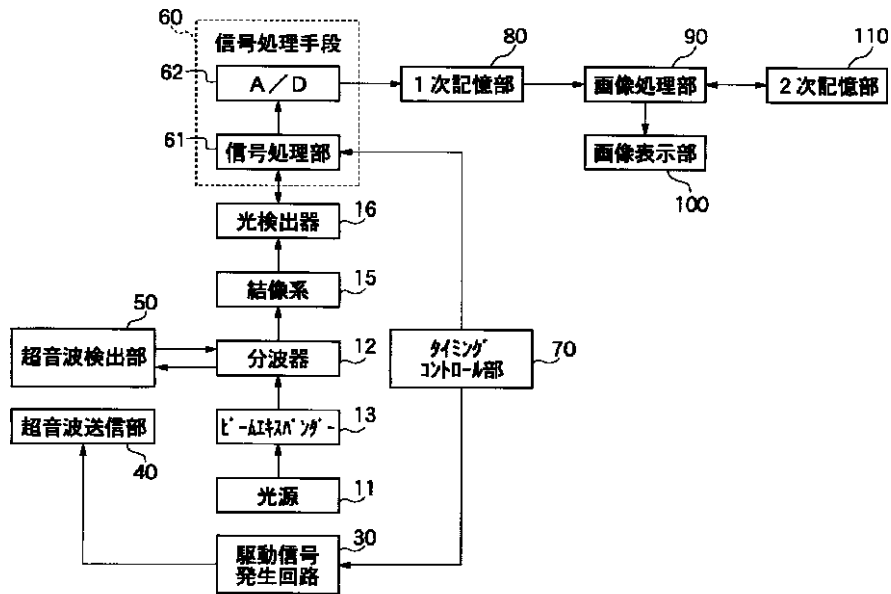 60
信号処理手段
62
A/D
80
1次記憶部
90
画像処理部
110
2次記憶部
61
信号処理部
画像表示部
100
光検出器
16
結像系
15
50
超音波検出部
分波器
12
タイミング
コントロール部
70
超音波送信部
40
ビームエキスパンダー
13
光源
11
駆動信号
発生回路
30